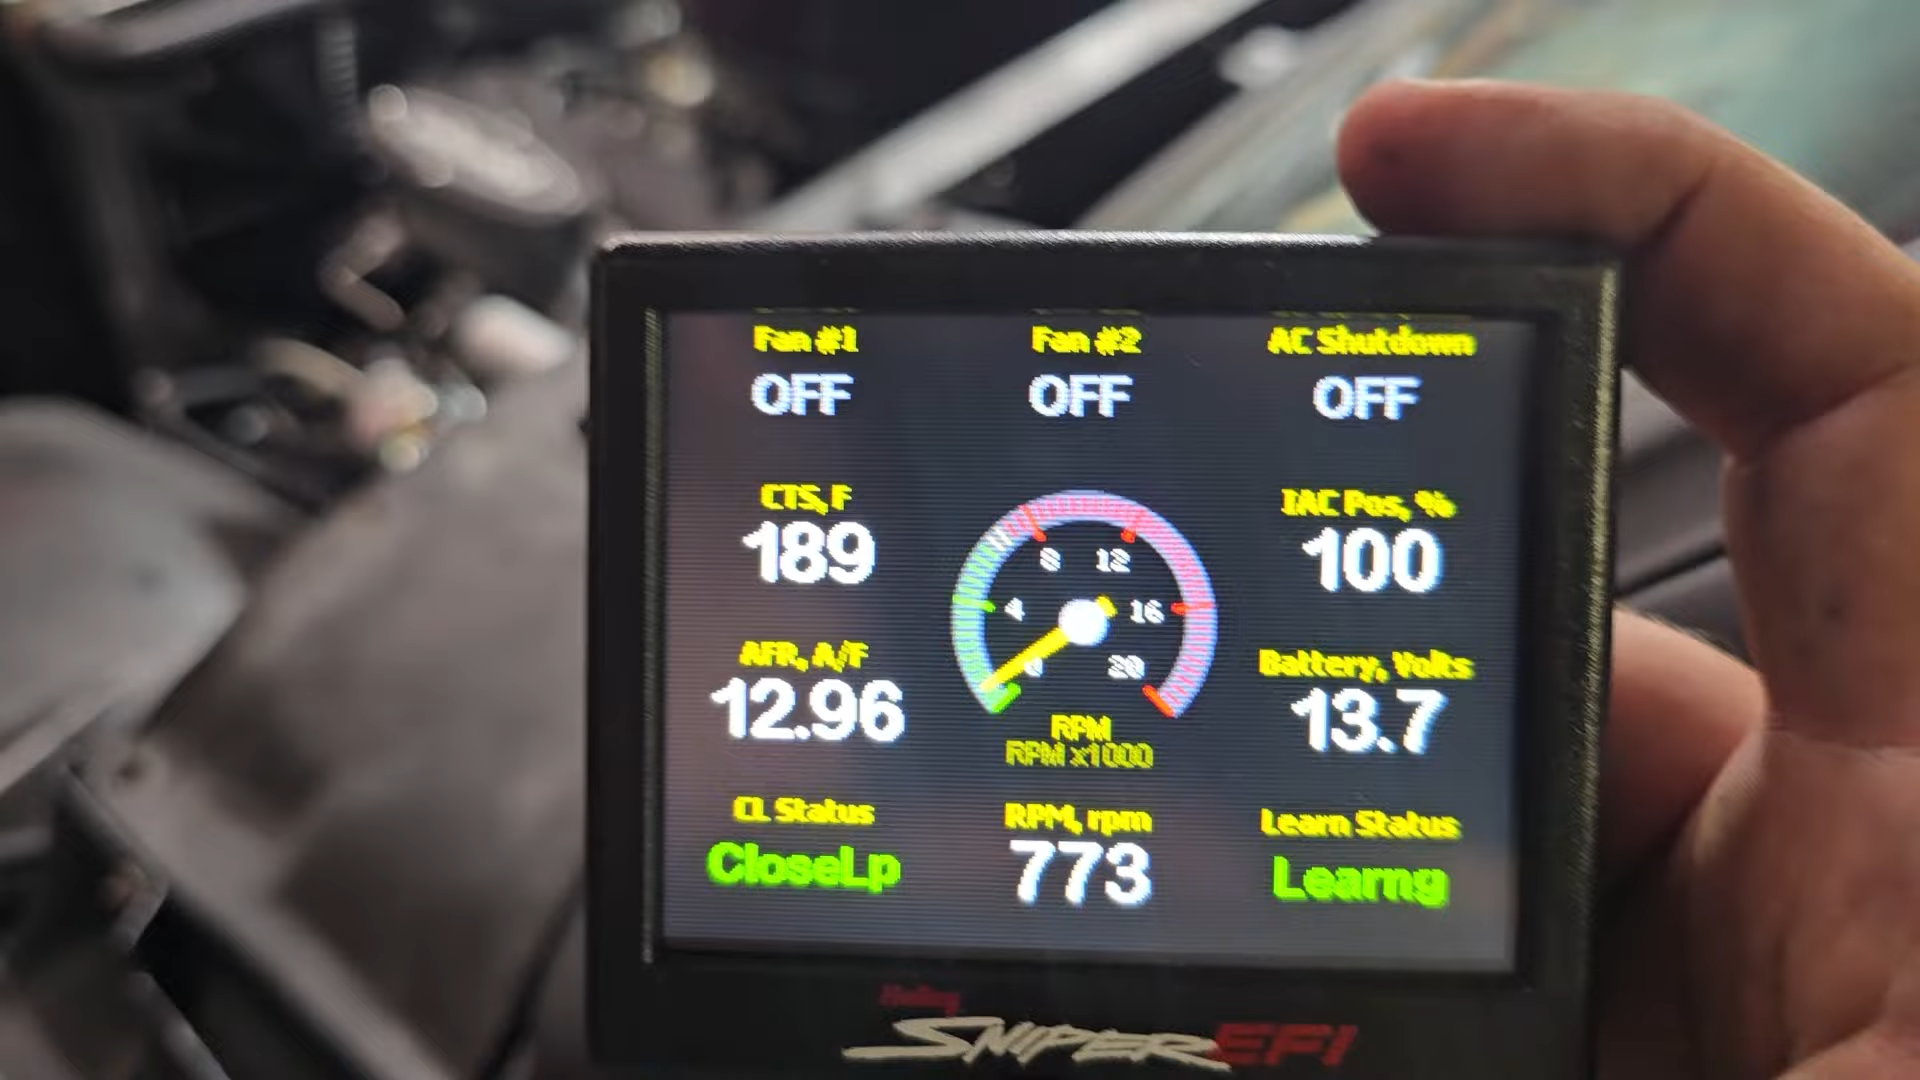 Fan #1 Fan #2 AC Shutdown
OFF OFF OFF
CTS, F IAC Pos, %
189 100
8 12
4 16
0 20
AFR, A/F Battery, Volts
12.96 13.7
RPM
RPM x1000
CL Status RPM, rpm Learn Status
CloseLp 773 Learng
Holley
SNIPER EFI